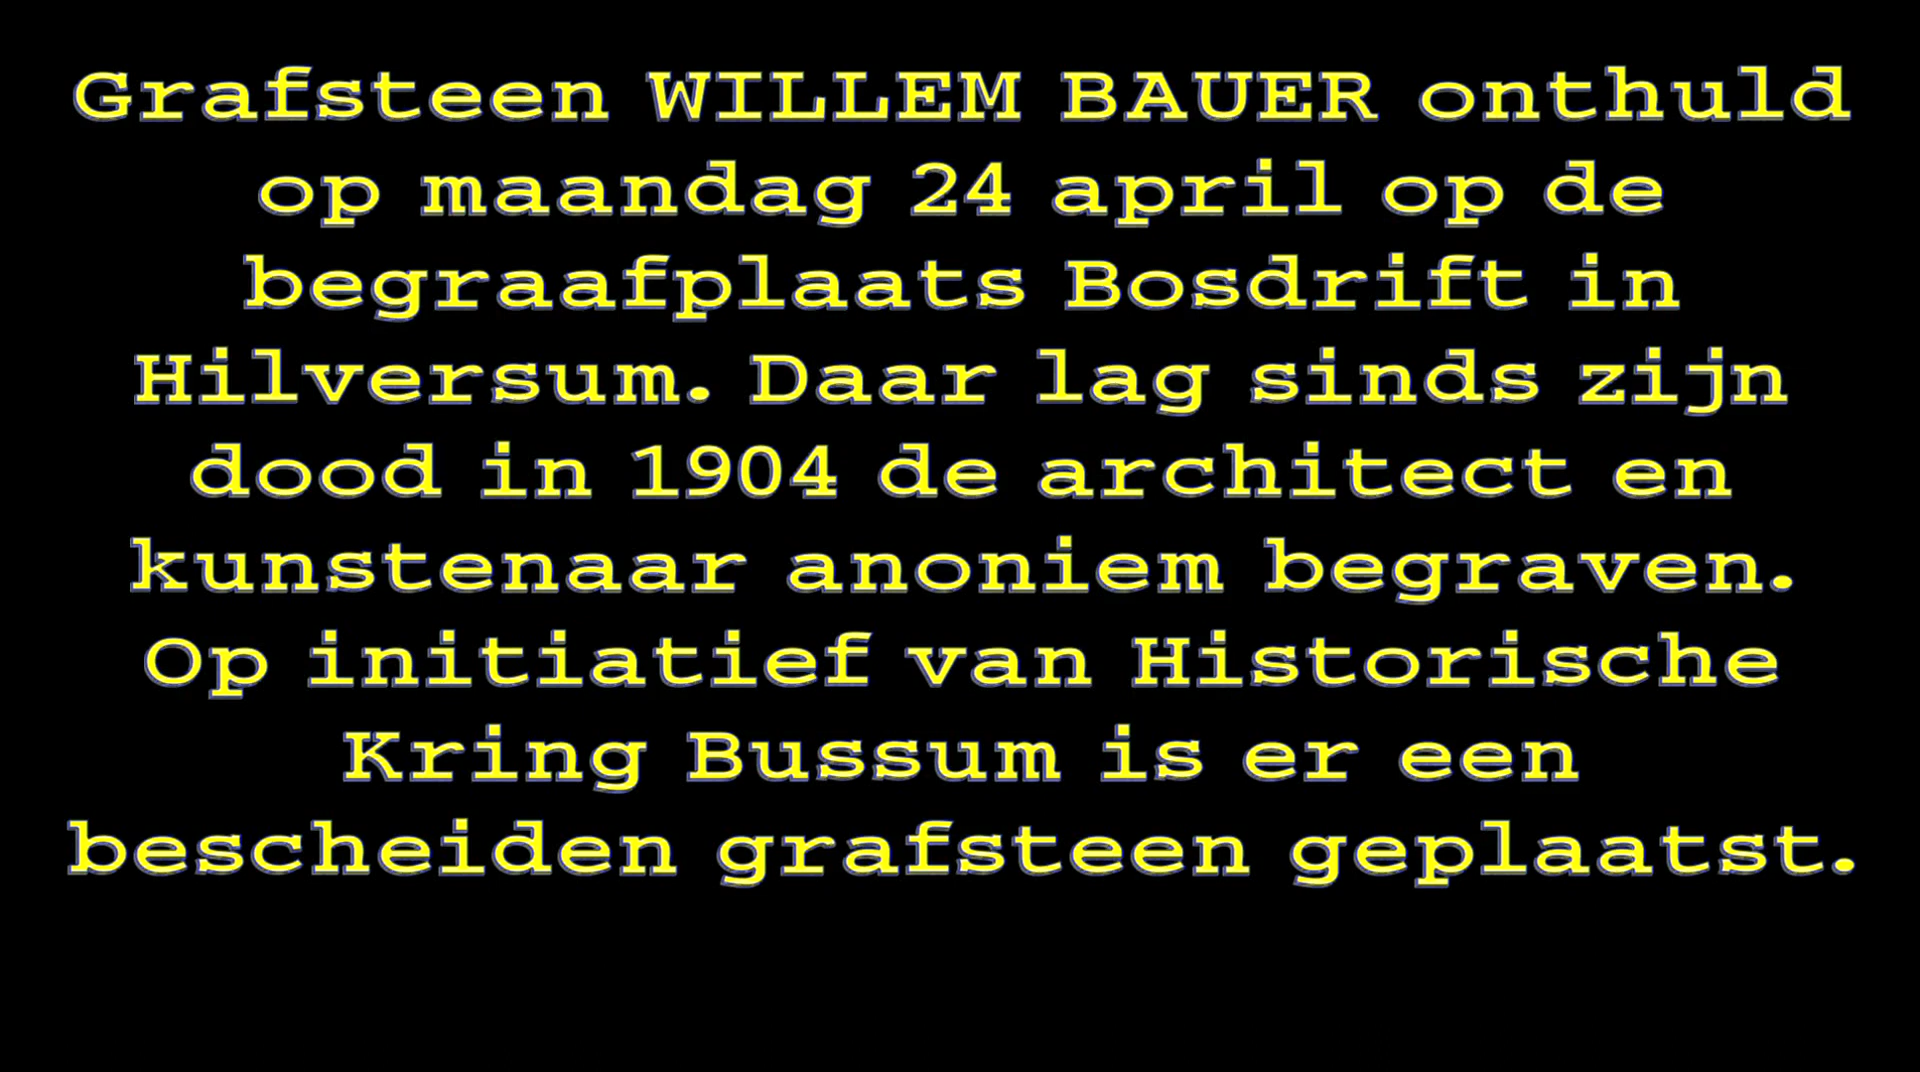 Grafsteen WILLEM BAUER onthuld
op maandag 24 april op de
begraafplaats Bosdrift in
Hilversum. Daar lag sinds zijn
dood in 1904 de architect en
kunstenaar anoniem begraven.
Op initiatief van Historische
Kring Bussum is er een
bescheiden grafsteen geplaatst.